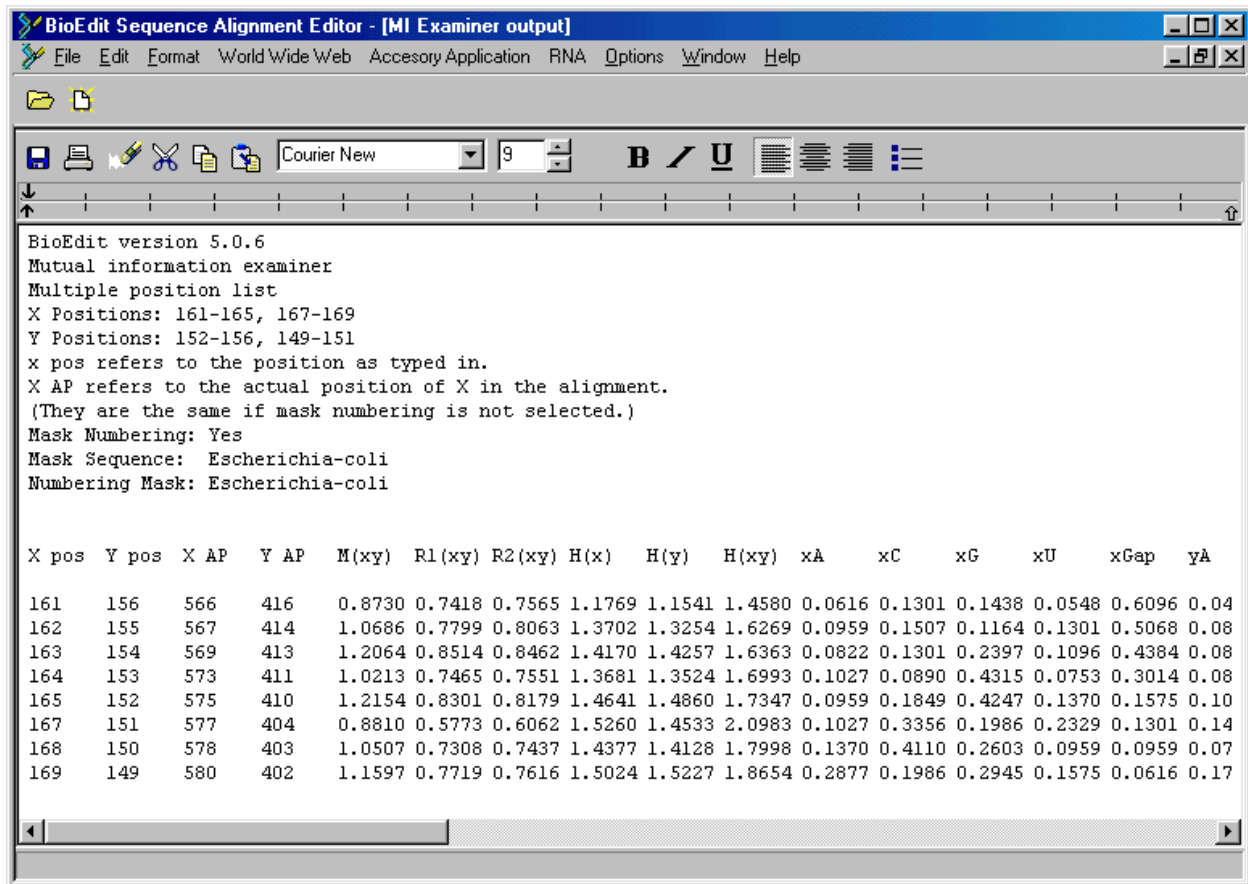 BioEdit Sequence Alignment Editor - [MI Examiner output]
File Edit Format World Wide Web Accesory Application RNA Options Window Help
Courier New 9 B I U
BioEdit version 5.0.6
Mutual information examiner
Multiple position list
X Positions: 161-165, 167-169
Y Positions: 152-156, 149-151
x pos refers to the position as typed in.
X AP refers to the actual position of X in the alignment.
(They are the same if mask numbering is not selected.)
Mask Numbering: Yes
Mask Sequence: Escherichia-coli
Numbering Mask: Escherichia-coli
X pos Y pos X AP Y AP M(xy) R1(xy) R2(xy) H(x) H(y) H(xy) xA xC xG xU xGap yA
161 156 566 416 0.8730 0.7418 0.7565 1.1769 1.1541 1.4580 0.0616 0.1301 0.1438 0.0548 0.6096 0.04
162 155 567 414 1.0686 0.7799 0.8063 1.3702 1.3254 1.6269 0.0959 0.1507 0.1164 0.1301 0.5068 0.08
163 154 569 413 1.2064 0.8514 0.8462 1.4170 1.4257 1.6363 0.0822 0.1301 0.2397 0.1096 0.4384 0.08
164 153 573 411 1.0213 0.7465 0.7551 1.3681 1.3524 1.6993 0.1027 0.0890 0.4315 0.0753 0.3014 0.08
165 152 575 410 1.2154 0.8301 0.8179 1.4641 1.4860 1.7347 0.0959 0.1849 0.4247 0.1370 0.1575 0.10
167 151 577 404 0.8810 0.5773 0.6062 1.5260 1.4533 2.0983 0.1027 0.3356 0.1986 0.2329 0.1301 0.14
168 150 578 403 1.0507 0.7308 0.7437 1.4377 1.4128 1.7998 0.1370 0.4110 0.2603 0.0959 0.0959 0.07
169 149 580 402 1.1597 0.7719 0.7616 1.5024 1.5227 1.8654 0.2877 0.1986 0.2945 0.1575 0.0616 0.17